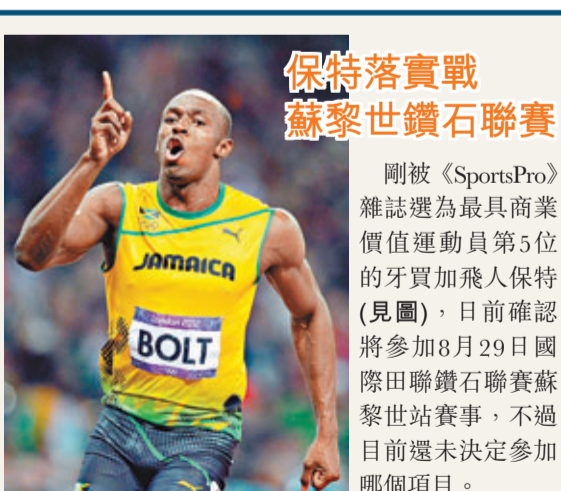 保特落實戰
蘇黎世鑽石聯賽
剛被《SportsPro》
雜誌選為最具商業
價值運動員第5位
的牙買加飛人保特
(見圖)，日前確認
將參加8月29日國
際田聯鑽石聯賽蘇
黎世站賽事，不過
目前還未決定參加
哪個項目。
JAMAICA
London 2012
BOLT